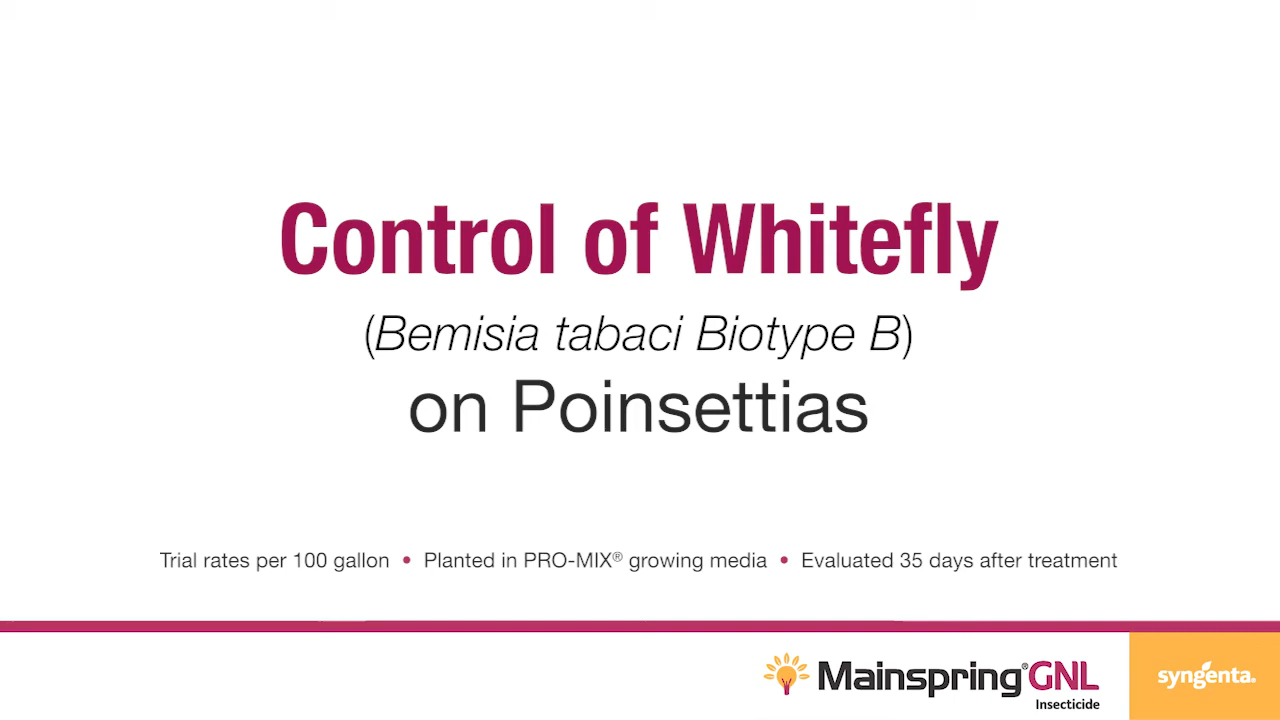 Control of Whitefly
(Bemisia tabaci Biotype B)
on Poinsettias
Trial rates per 100 gallon • Planted in PRO-MIX® growing media • Evaluated 35 days after treatment
Mainspring® GNL
Insecticide
syngenta.